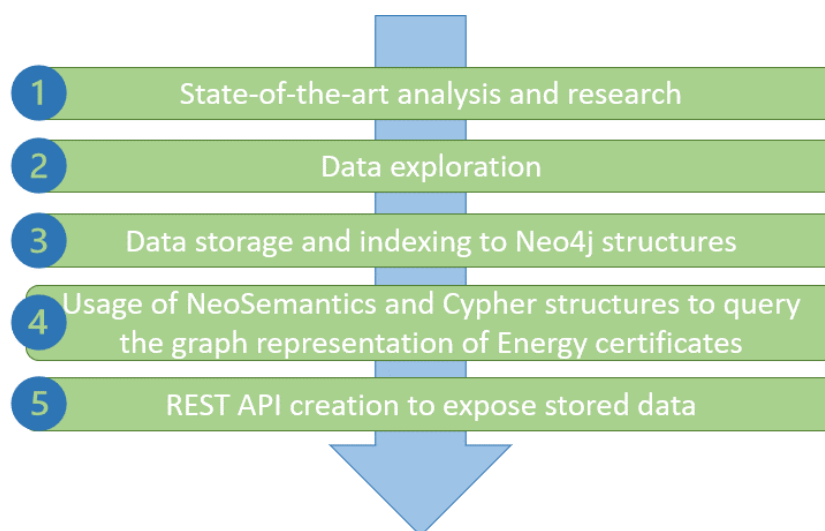 1 State-of-the-art analysis and research
2 Data exploration
3 Data storage and indexing to Neo4j structures
4 Usage of NeoSemantics and Cypher structures to query
the graph representation of Energy certificates
5 REST API creation to expose stored data